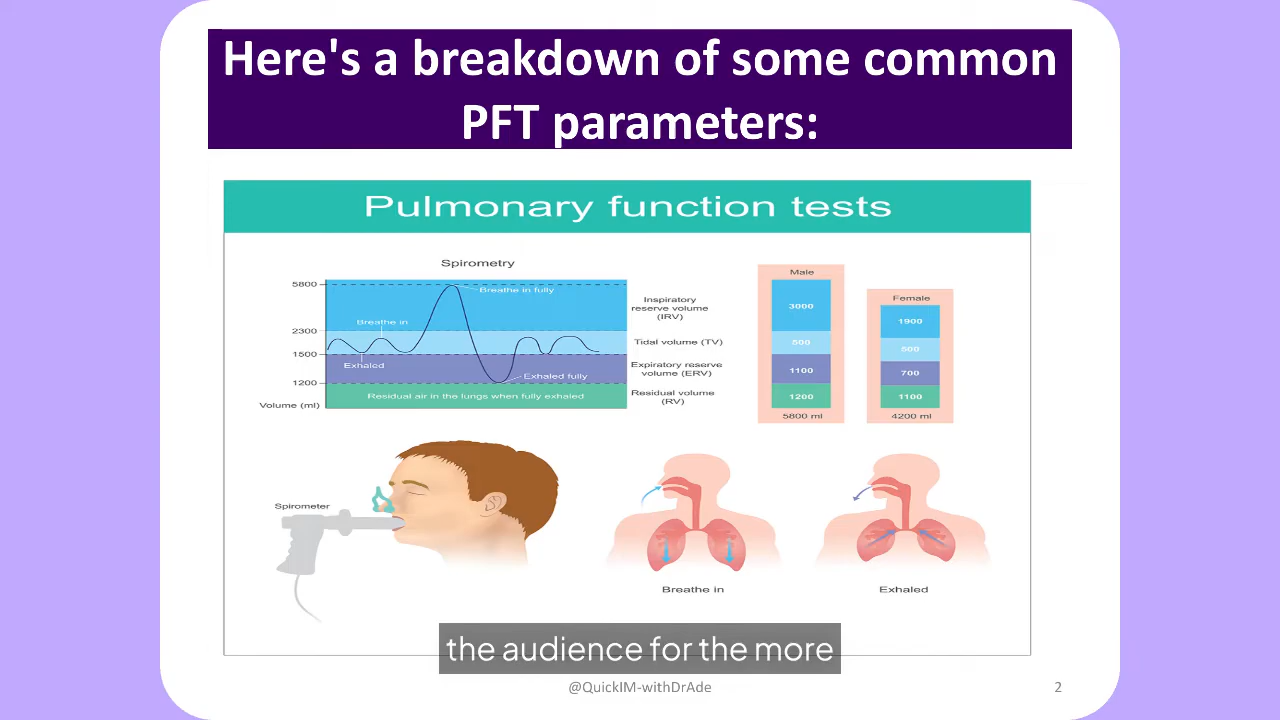 Here's a breakdown of some common
PFT parameters:
Pulmonary function tests
Spirometry
5800
2300
1500
1200
Volume (ml)
Breathe in fully
Breathe in
Exhaled
Exhaled fully
Residual air in the lungs when fully exhaled
Inspiratory
reserve volume
(IRV)
Tidal volume (TV)
Expiratory reserve
volume (ERV)
Residual volume
(RV)
Male
3000
500
1100
1200
5800 ml
Female
1900
500
700
1100
4200 ml
Spirometer
Breathe in
Exhaled
the audience for the more
@QuickIM-withDrAde
2